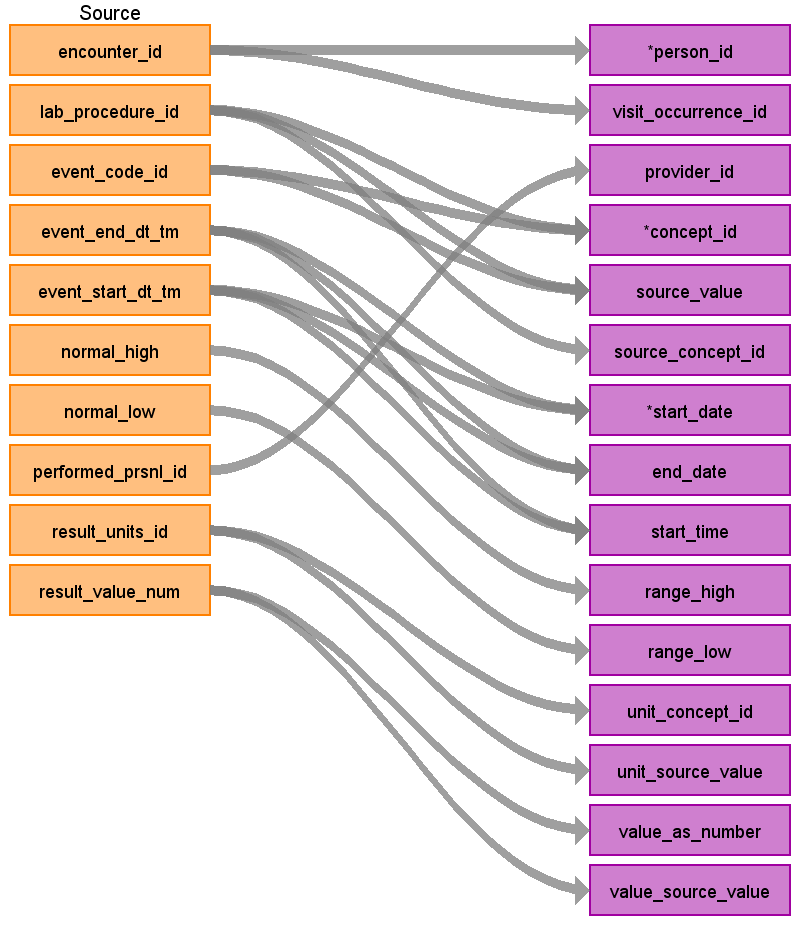 Source
encounter_id
*person_id
lab_procedure_id
visit_occurrence_id
event_code_id
provider_id
event_end_dt_tm
*concept_id
event_start_dt_tm
source_value
normal_high
source_concept_id
normal_low
*start_date
performed_prsnl_id
end_date
result_units_id
start_time
result_value_num
range_high
range_low
unit_concept_id
unit_source_value
value_as_number
value_source_value